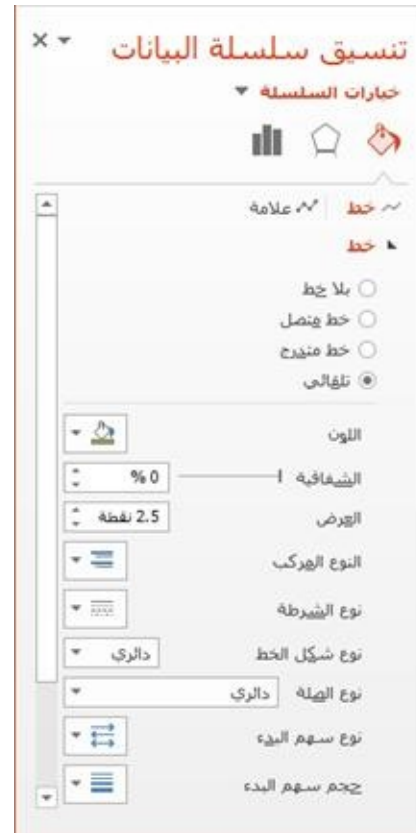 تنسيق سلسلة البيانات
خيارات السلسلة
خط علامة
خط
بلا خط
خط متصل
خط متدرج
تلقائي
اللون
الشفافية 0 %
العرض 2.5 نقطة
النوع المركب
نوع الشرطة
نوع شكل الخط دائري
نوع الصلة دائري
نوع سهم البدء
حجم سهم البدء